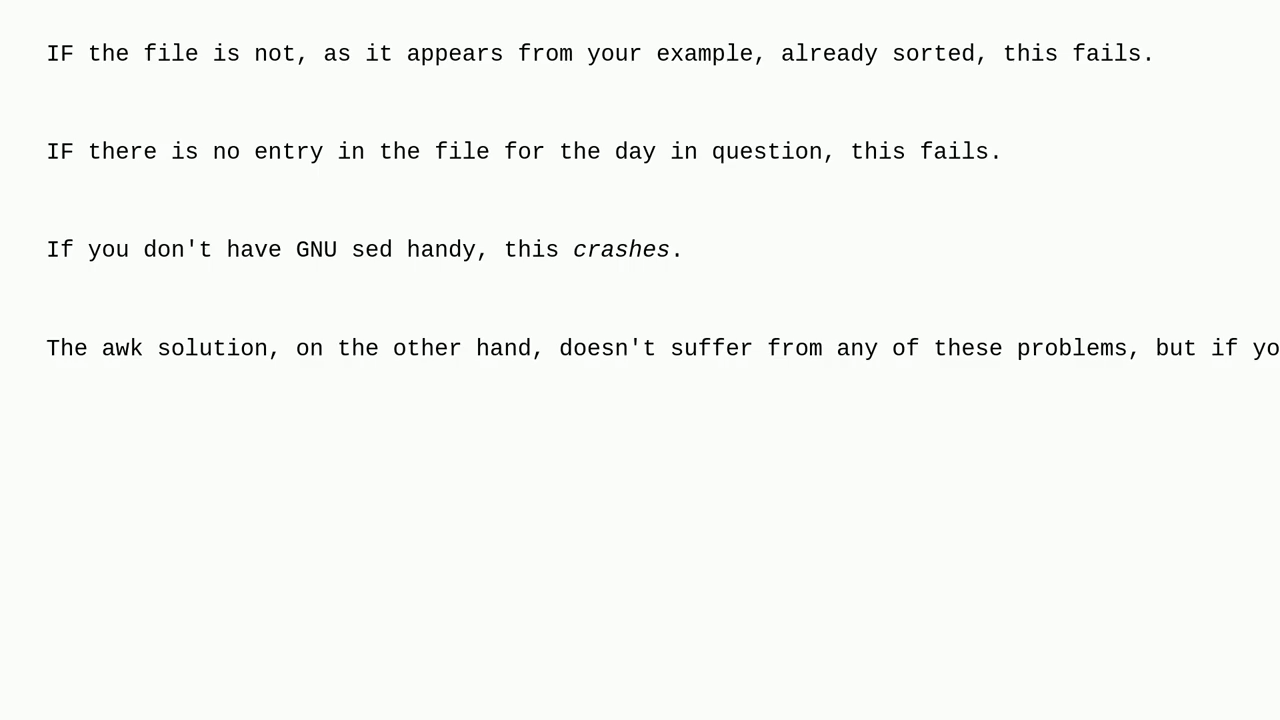 IF the file is not, as it appears from your example, already sorted, this fails.
IF there is no entry in the file for the day in question, this fails.
If you don't have GNU sed handy, this crashes.
The awk solution, on the other hand, doesn't suffer from any of these problems, but if